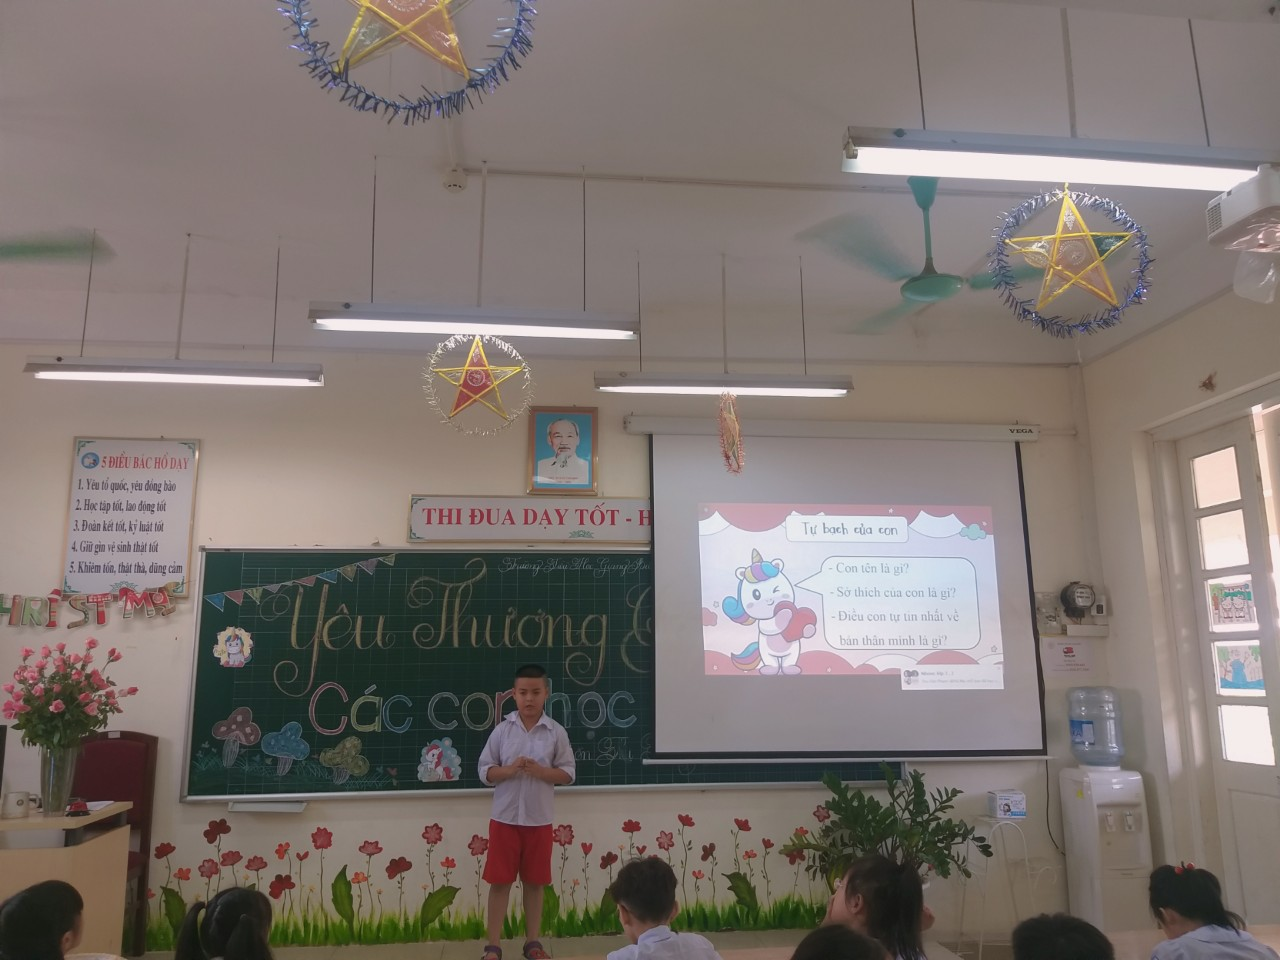 5 ĐIỀU BÁC HỒ DẠY
1. Yêu tổ quốc, yêu đồng bào
2. Học tập tốt, lao động tốt
3. Đoàn kết tốt, kỷ luật tốt
4. Giữ gìn vệ sinh thật tốt
5. Khiêm tốn, thật thà, dũng cảm
HRIST MA
THI ĐUA DẠY TỐT - H
Yêu Thương
Các con học
VEGA
Tự bạch của con
- Con tên là gì?
- Sở thích của con là gì?
- Điều con tự tin nhất về
bản thân mình là gì?